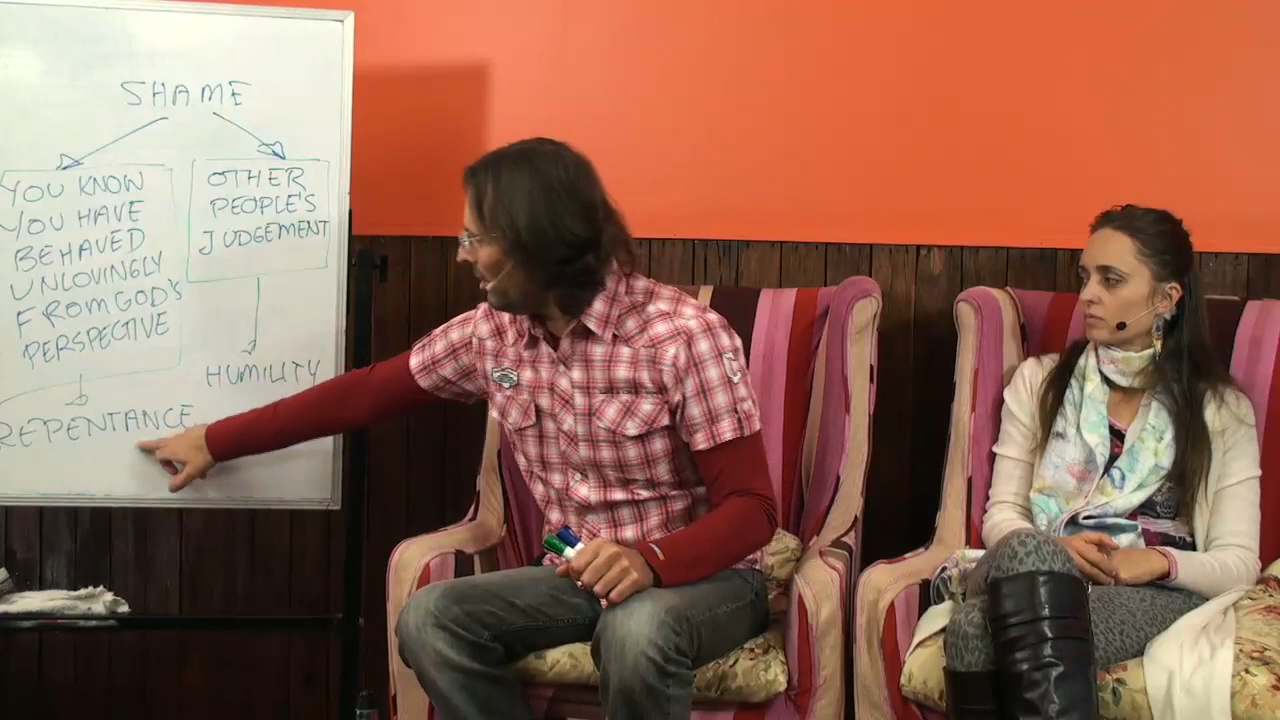 SHAME
YOU KNOW
YOU HAVE
BEHAVED
UNLOVINGLY
FROM GOD'S
PERSPECTIVE
REPENTANCE
OTHER
PEOPLE'S
JUDGEMENT
HUMILITY